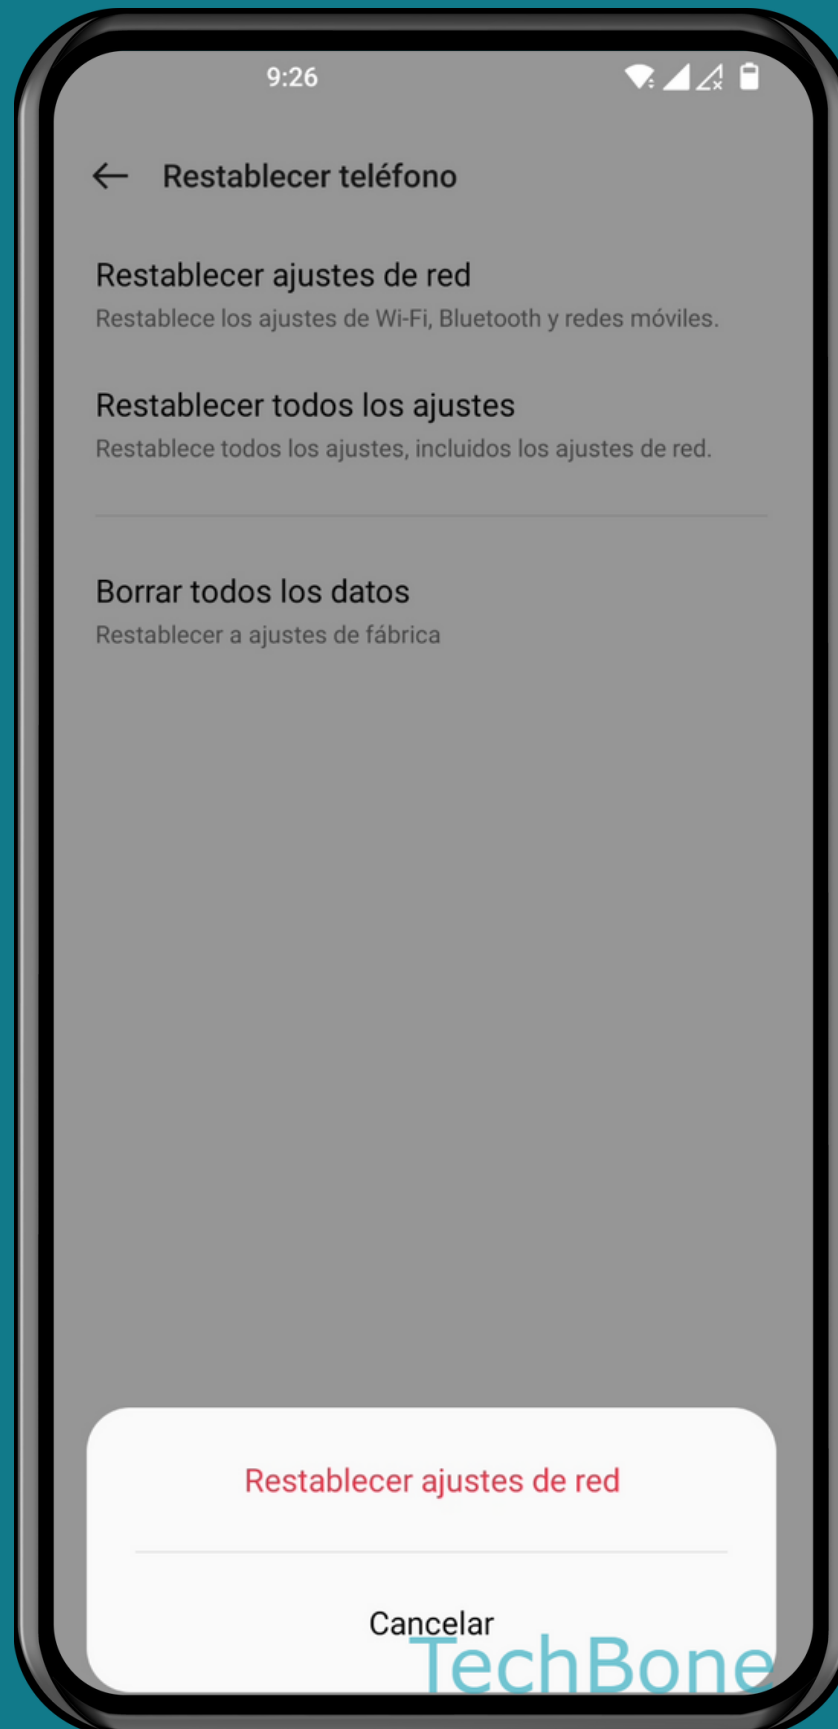 9:26
Restablecer teléfono
Restablecer ajustes de red
Restablece los ajustes de Wi-Fi, Bluetooth y redes móviles.
Restablecer todos los ajustes
Restablece todos los ajustes, incluidos los ajustes de red.
Borrar todos los datos
Restablecer a ajustes de fábrica
Restablecer ajustes de red
Cancelar
TechBone